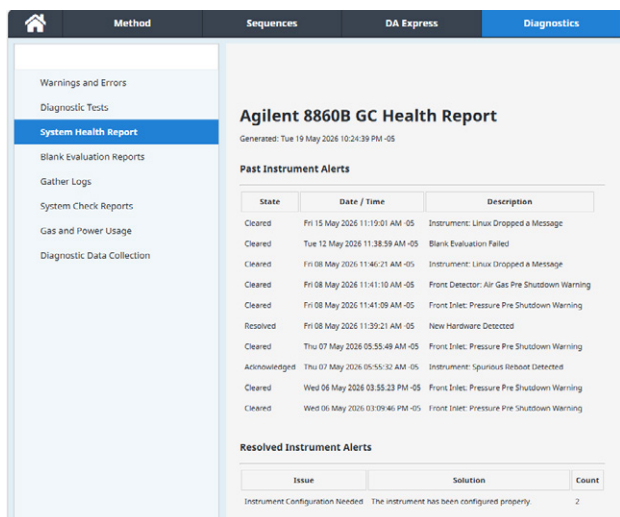 Method Sequences DA Express Diagnostics
Warnings and Errors
Diagnostic Tests
System Health Report
Blank Evaluation Reports
Gather Logs
System Check Reports
Gas and Power Usage
Diagnostic Data Collection
Agilent 8860B GC Health Report
Generated: Tue 19 May 2026 10:24:39 PM -05
Past Instrument Alerts
State Date / Time Description
Cleared Fri 15 May 2026 11:19:01 AM -05 Instrument: Linux Dropped a Message
Cleared Tue 12 May 2026 11:38:59 AM -05 Blank Evaluation Failed
Cleared Fri 08 May 2026 11:46:21 AM -05 Instrument: Linux Dropped a Message
Cleared Fri 08 May 2026 11:41:10 AM -05 Front Detector: Air Gas Pre Shutdown Warning
Cleared Fri 08 May 2026 11:41:09 AM -05 Front Inlet: Pressure Pre Shutdown Warning
Resolved Fri 08 May 2026 11:39:21 AM -05 New Hardware Detected
Cleared Thu 07 May 2026 05:55:49 AM -05 Front Inlet: Pressure Pre Shutdown Warning
Acknowledged Thu 07 May 2026 05:55:32 AM -05 Instrument: Spurious Reboot Detected
Cleared Wed 06 May 2026 03:55:23 PM -05 Front Inlet: Pressure Pre Shutdown Warning
Cleared Wed 06 May 2026 03:09:46 PM -05 Front Inlet: Pressure Pre Shutdown Warning
Resolved Instrument Alerts
Issue Solution Count
Instrument Configuration Needed The instrument has been configured properly. 2